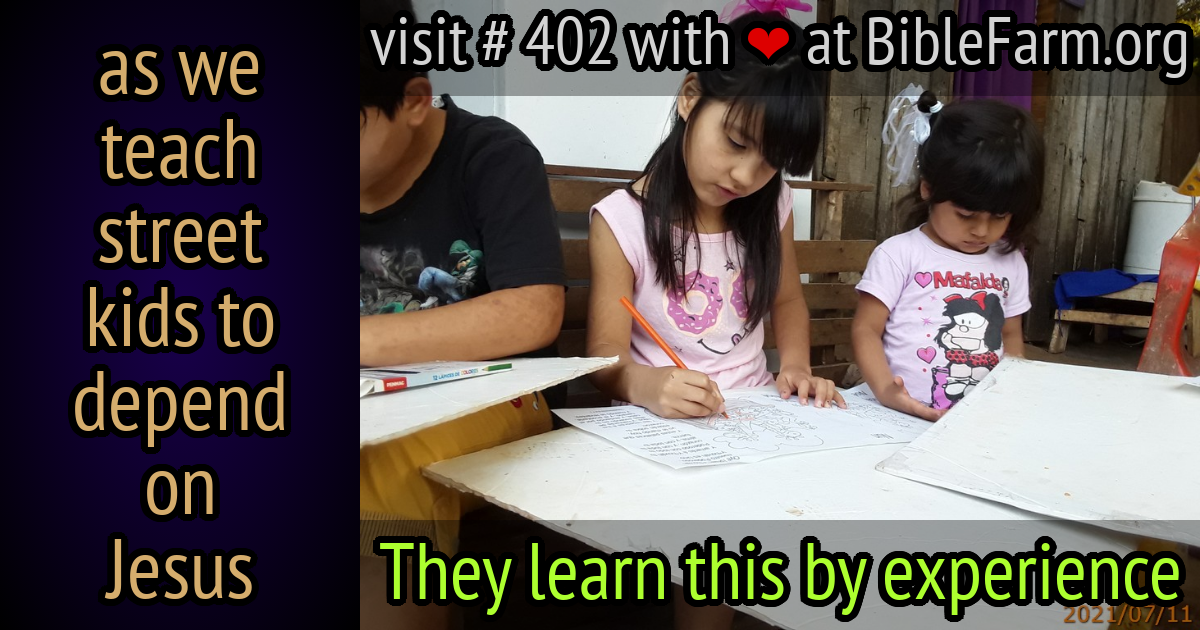 visit # 402 with ❤ at BibleFarm.org
as we
teach
street
kids to
depend
on
Jesus
Mafalda
They learn this by experience
2021/07/11